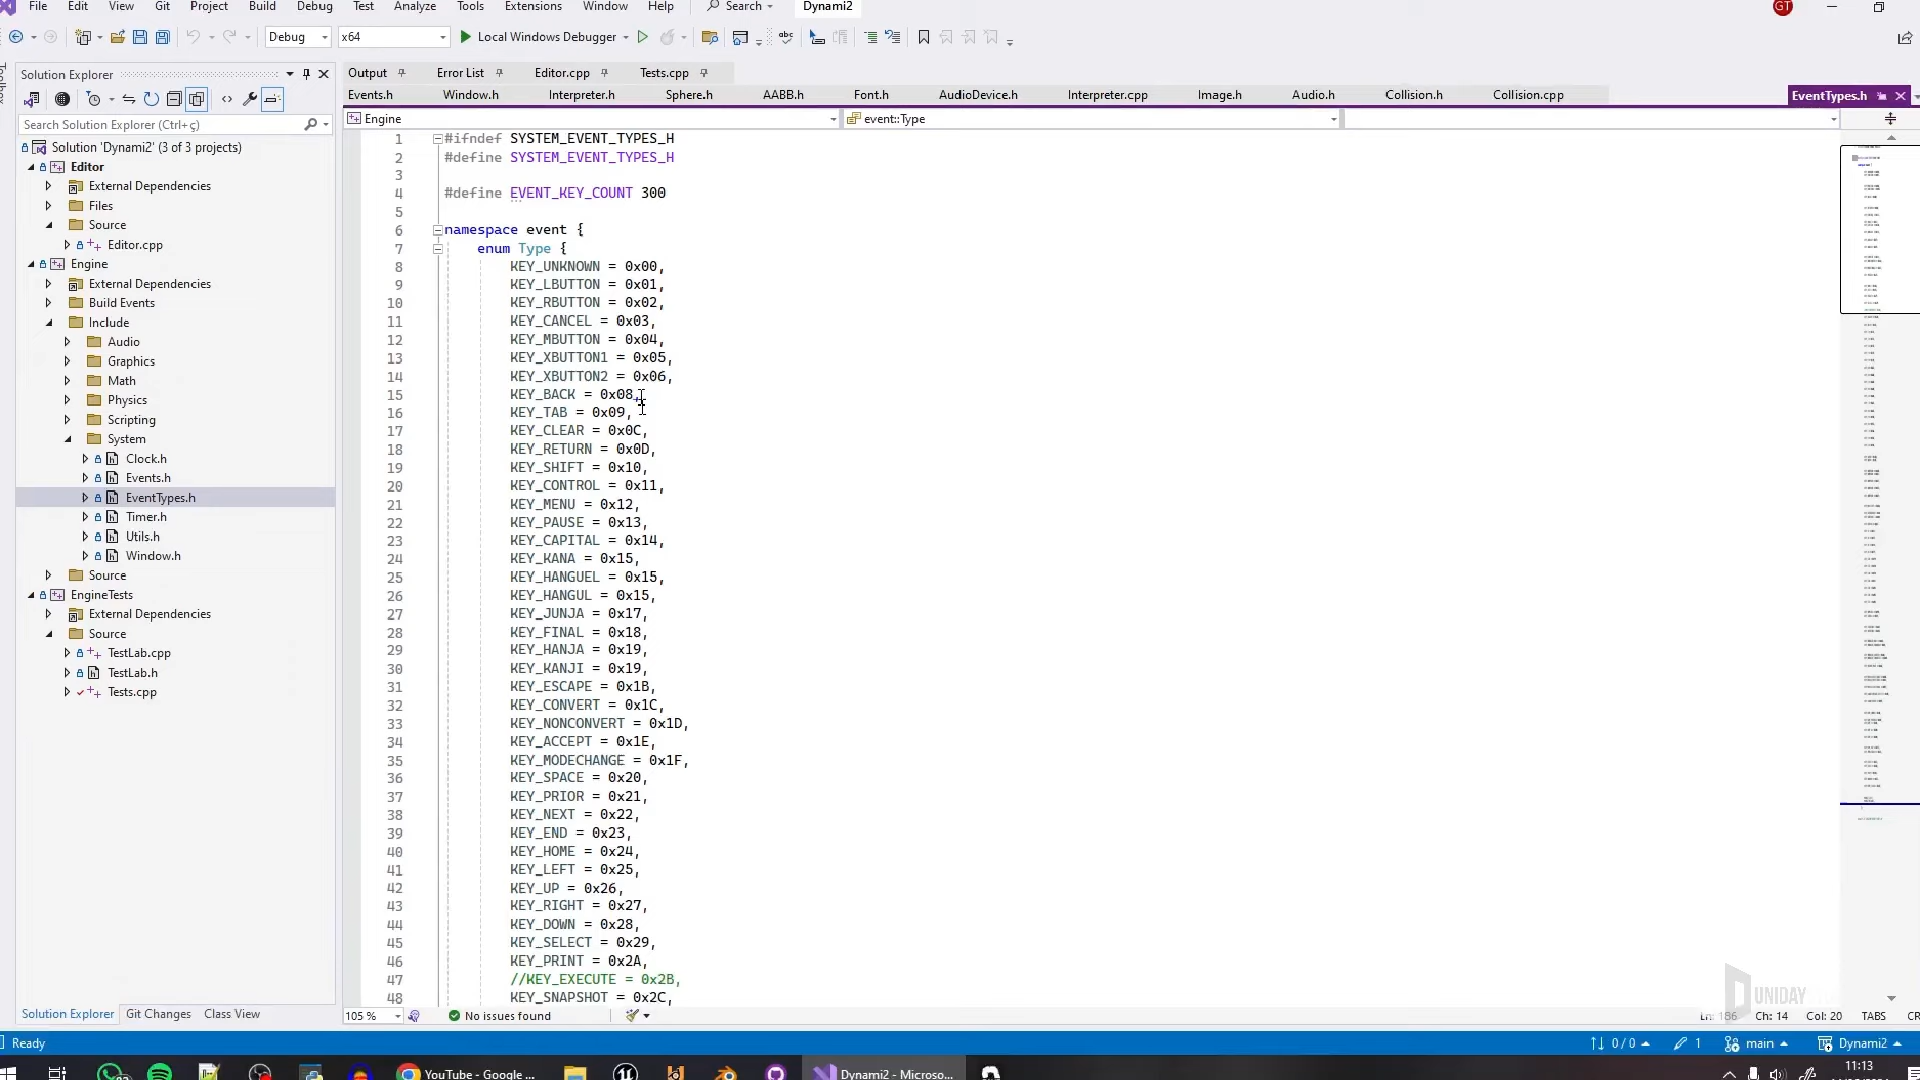 File Edit View Git Project Build Debug Test Analyze Tools Extensions Window Help Search Dynami2 GT
Debug x64 Local Windows Debugger
Solution Explorer
Search Solution Explorer (Ctrl+ç)
Solution 'Dynami2' (3 of 3 projects)
Editor
External Dependencies
Files
Source
Editor.cpp
Engine
External Dependencies
Build Events
Include
Audio
Graphics
Math
Physics
Scripting
System
Clock.h
Events.h
EventTypes.h
Timer.h
Utils.h
Window.h
Source
EngineTests
External Dependencies
Source
TestLab.cpp
TestLab.h
Tests.cpp
Solution Explorer Git Changes Class View
Output Error List Editor.cpp Tests.cpp
Events.h Window.h Interpreter.h Sphere.h AABB.h Font.h AudioDevice.h Interpreter.cpp Image.h Audio.h Collision.h Collision.cpp EventTypes.h
Engine event::Type
1 #ifndef SYSTEM_EVENT_TYPES_H
2 #define SYSTEM_EVENT_TYPES_H
3
4 #define EVENT_KEY_COUNT 300
5
6 namespace event {
7 enum Type {
8 KEY_UNKNOWN = 0x00,
9 KEY_LBUTTON = 0x01,
10 KEY_RBUTTON = 0x02,
11 KEY_CANCEL = 0x03,
12 KEY_MBUTTON = 0x04,
13 KEY_XBUTTON1 = 0x05,
14 KEY_XBUTTON2 = 0x06,
15 KEY_BACK = 0x08,
16 KEY_TAB = 0x09,
17 KEY_CLEAR = 0x0C,
18 KEY_RETURN = 0x0D,
19 KEY_SHIFT = 0x10,
20 KEY_CONTROL = 0x11,
21 KEY_MENU = 0x12,
22 KEY_PAUSE = 0x13,
23 KEY_CAPITAL = 0x14,
24 KEY_KANA = 0x15,
25 KEY_HANGUEL = 0x15,
26 KEY_HANGUL = 0x15,
27 KEY_JUNJA = 0x17,
28 KEY_FINAL = 0x18,
29 KEY_HANJA = 0x19,
30 KEY_KANJI = 0x19,
31 KEY_ESCAPE = 0x1B,
32 KEY_CONVERT = 0x1C,
33 KEY_NONCONVERT = 0x1D,
34 KEY_ACCEPT = 0x1E,
35 KEY_MODECHANGE = 0x1F,
36 KEY_SPACE = 0x20,
37 KEY_PRIOR = 0x21,
38 KEY_NEXT = 0x22,
39 KEY_END = 0x23,
40 KEY_HOME = 0x24,
41 KEY_LEFT = 0x25,
42 KEY_UP = 0x26,
43 KEY_RIGHT = 0x27,
44 KEY_DOWN = 0x28,
45 KEY_SELECT = 0x29,
46 KEY_PRINT = 0x2A,
47 //KEY_EXECUTE = 0x2B,
48 KEY_SNAPSHOT = 0x2C,
UNIDAY
105 % No issues found Ln: 186 Ch: 14 Col: 20 TABS
Ready 0 / 0 1 main Dynami2
YouTube - Google ... Dynami2 - Microso... 11:13